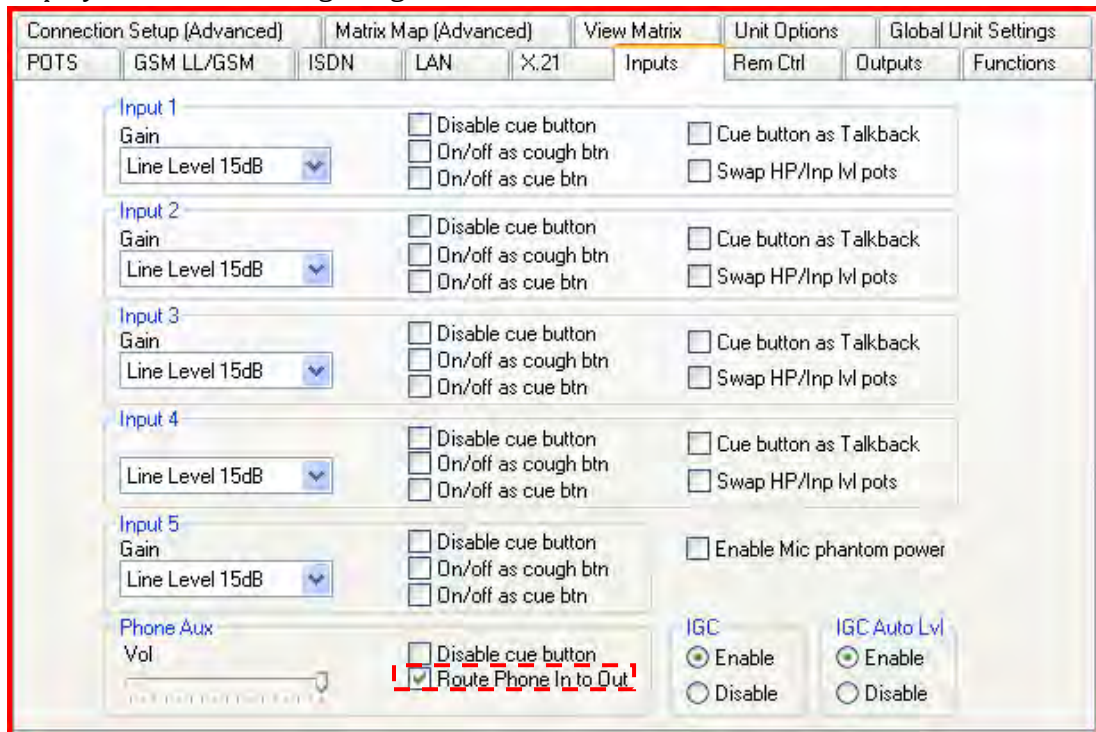 Connection Setup (Advanced) Matrix Map (Advanced) View Matrix Unit Options Global Unit Settings
POTS GSM LL/GSM ISDN LAN X.21 Inputs Rem Ctrl Outputs Functions
Input 1
Gain
Line Level 15dB
Disable cue button
On/off as cough btn
On/off as cue btn
Cue button as Talkback
Swap HP/Inp lvl pots
Input 2
Gain
Line Level 15dB
Disable cue button
On/off as cough btn
On/off as cue btn
Cue button as Talkback
Swap HP/Inp lvl pots
Input 3
Gain
Line Level 15dB
Disable cue button
On/off as cough btn
On/off as cue btn
Cue button as Talkback
Swap HP/Inp lvl pots
Input 4
Line Level 15dB
Disable cue button
On/off as cough btn
On/off as cue btn
Cue button as Talkback
Swap HP/Inp lvl pots
Input 5
Gain
Line Level 15dB
Disable cue button
On/off as cough btn
On/off as cue btn
Enable Mic phantom power
Phone Aux
Vol
Disable cue button
Route Phone In to Out
IGC
Enable
Disable
IGC Auto Lvl
Enable
Disable